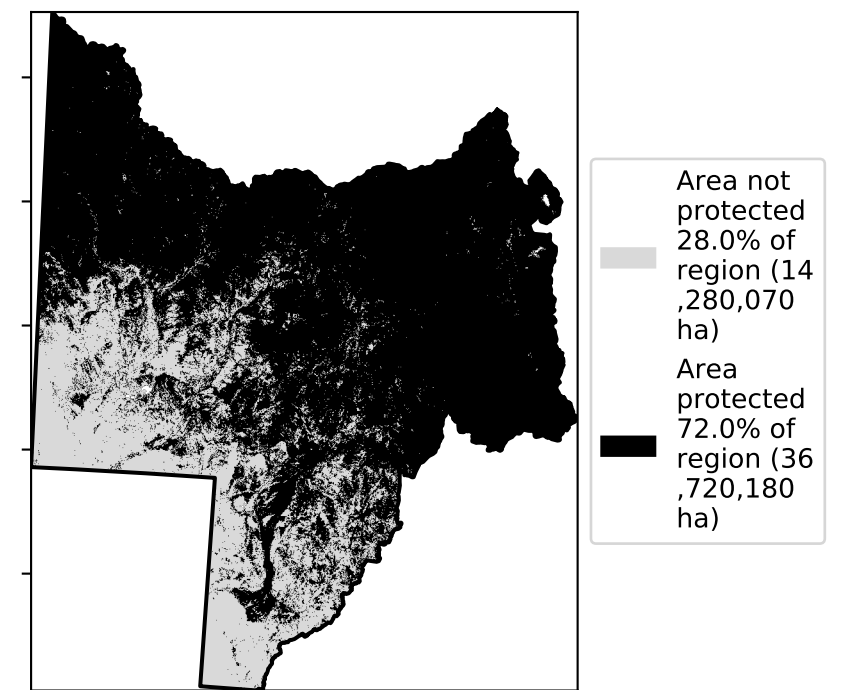 Area not
protected
28.0% of
region (14
,280,070
ha)
Area
protected
72.0% of
region (36
,720,180
ha)